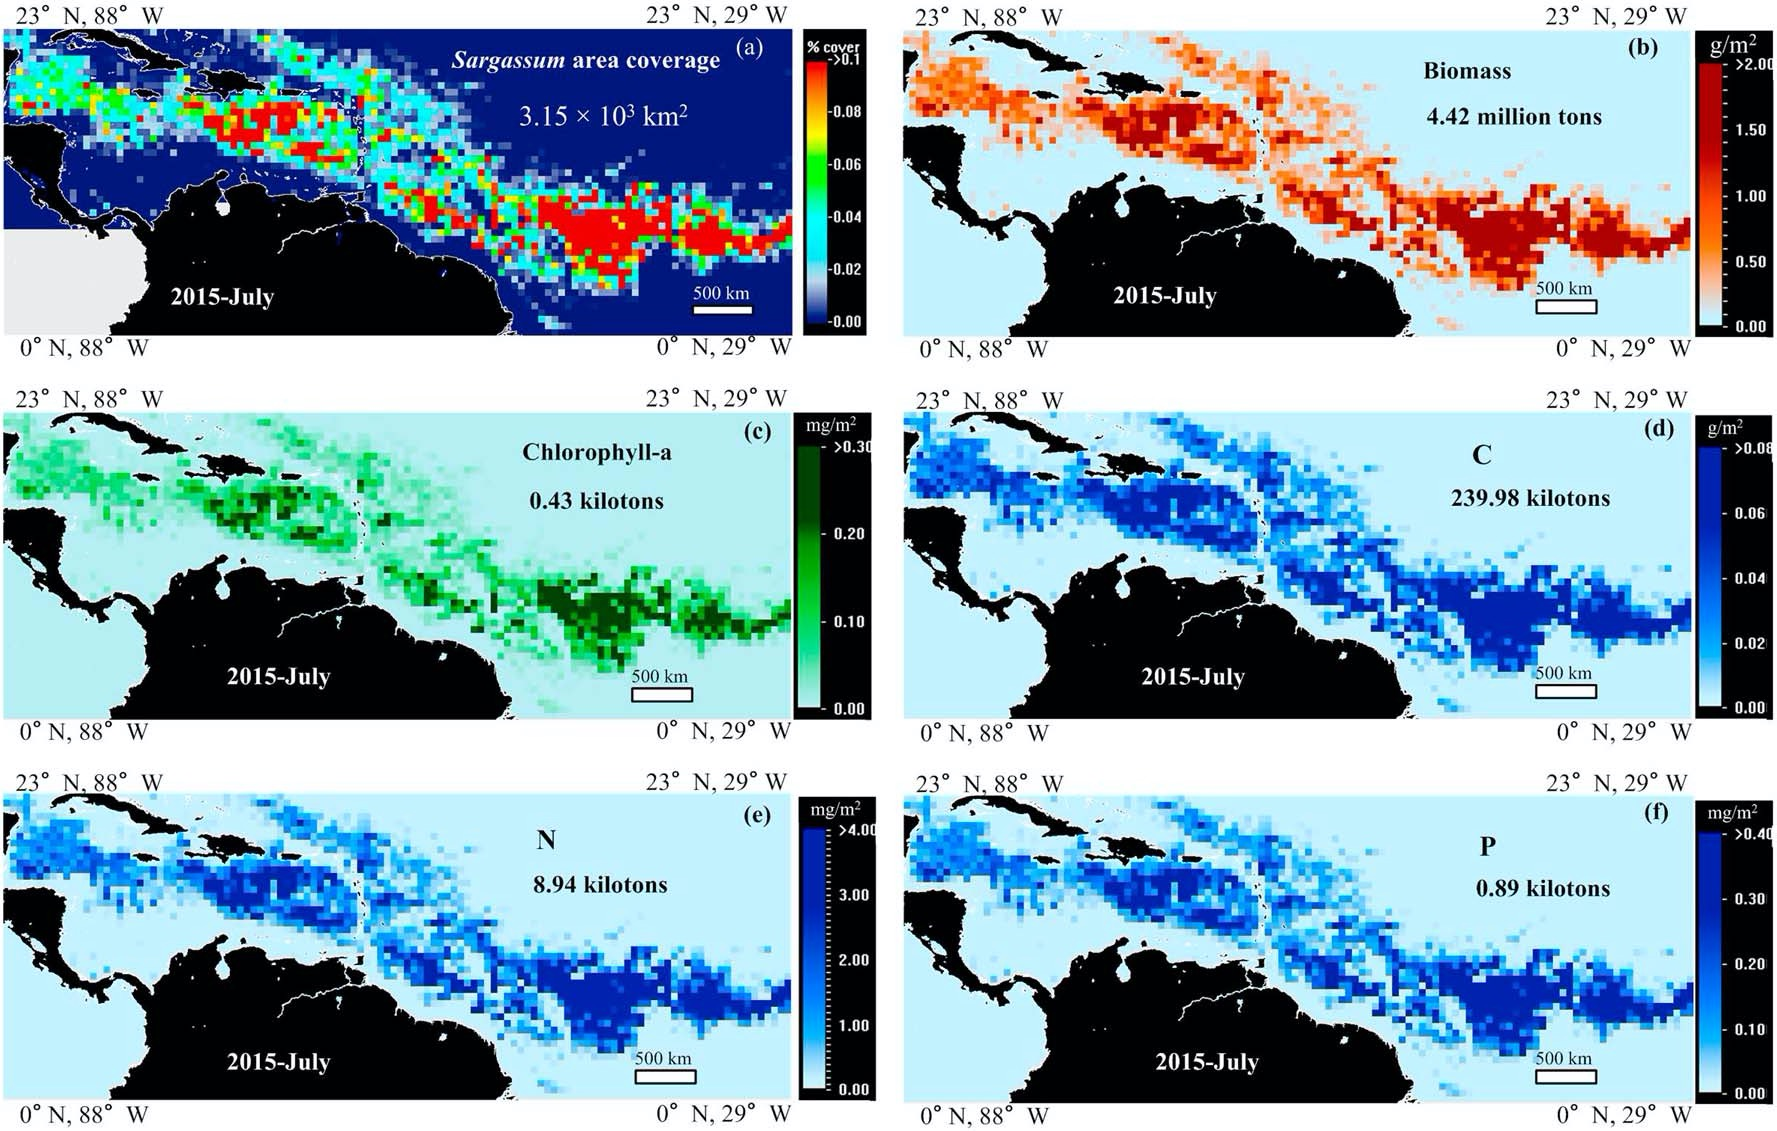 23° N, 88° W
23° N, 29° W
(a)
Sargassum area coverage
3.15 × 10³ km²
2015-July
500 km
% cover
>0.1
0.08
0.06
0.04
0.02
0.00
0° N, 88° W
0° N, 29° W
23° N, 88° W
23° N, 29° W
(b)
Biomass
4.42 million tons
2015-July
500 km
g/m²
>2.00
1.50
1.00
0.50
0.00
0° N, 88° W
0° N, 29° W
23° N, 88° W
23° N, 29° W
(c)
Chlorophyll-a
0.43 kilotons
2015-July
500 km
mg/m²
>0.30
0.20
0.10
0.00
0° N, 88° W
0° N, 29° W
23° N, 88° W
23° N, 29° W
(d)
C
239.98 kilotons
2015-July
500 km
g/m²
>0.08
0.06
0.04
0.02
0.00
0° N, 88° W
0° N, 29° W
23° N, 88° W
23° N, 29° W
(e)
N
8.94 kilotons
2015-July
500 km
mg/m²
>4.00
3.00
2.00
1.00
0.00
0° N, 88° W
0° N, 29° W
23° N, 88° W
23° N, 29° W
(f)
P
0.89 kilotons
2015-July
500 km
mg/m²
>0.40
0.30
0.20
0.10
0.00
0° N, 88° W
0° N, 29° W